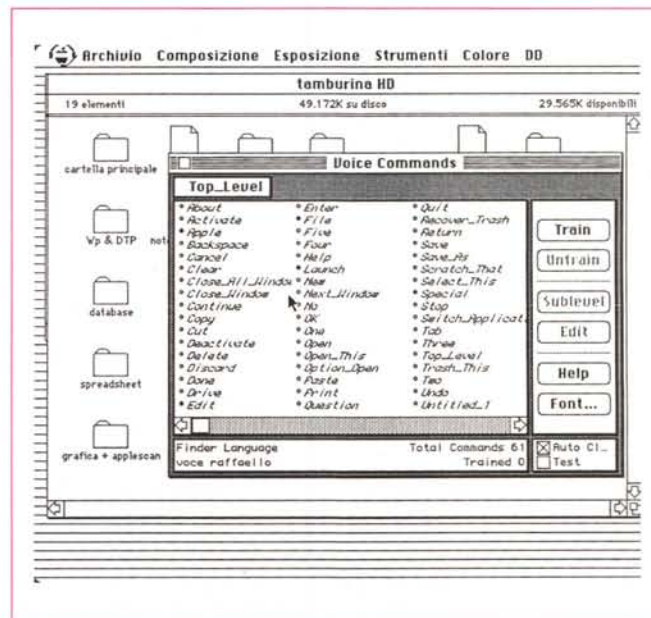 Archivio Composizione Esposizione Strumenti Colore DD
tamburina HD
19 elementi 49.172K su disco 29.565K disponibili
cartella principale
Wp & DTP
not
database
spreadsheet
grafica + applescan
Voice Commands
Top_Level
*About
*Activate
*Apple
*Backspace
*Cancel
*Clear
*Close_All_Window
*Close_Window
*Continue
*Copy
*Cut
*Deactivate
*Delete
*Discard
*Done
*Drive
*Edit
*Enter
*File
*Five
*Four
*Help
*Launch
*New
*Next_Window
*No
*OK
*One
*Open
*Open_This
*Option_Open
*Paste
*Print
*Question
*Quit
*Recover_Trash
*Return
*Save
*Save_As
*Scratch_That
*Select_This
*Special
*Stop
*Switch_Applicat
*Tab
*Three
*Top_Level
*Trash_This
*Two
*Undo
*Untitled_1
Train
Untrain
Sublevel
Edit
Help
Font...
Finder Language Total Commands 61
voce raffaello Trained 0
Auto Cl…
Test